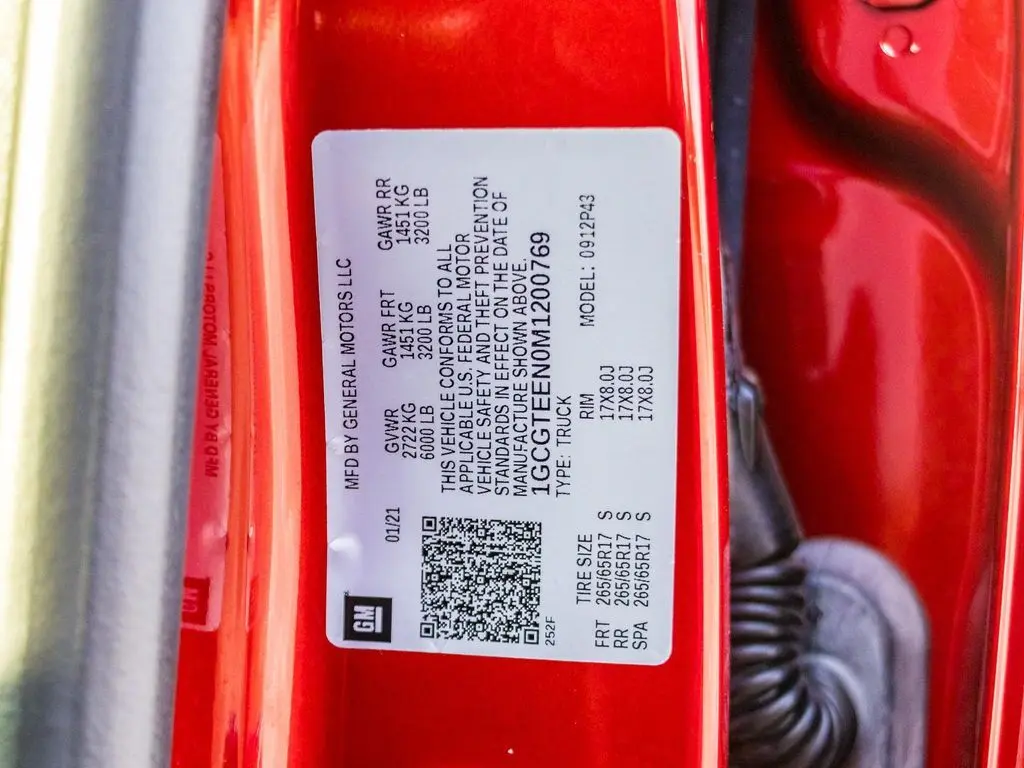 GM
MFD BY GENERAL MOTORS LLC
01/21
GVWR GAWR FRT GAWR RR
2722 KG 1451 KG 1451 KG
6000 LB 3200 LB 3200 LB
THIS VEHICLE CONFORMS TO ALL
APPLICABLE U.S. FEDERAL MOTOR
VEHICLE SAFETY AND THEFT PREVENTION
STANDARDS IN EFFECT ON THE DATE OF
MANUFACTURE SHOWN ABOVE.
1GCGTEEN0M1200769
252F TYPE: TRUCK
TIRE SIZE RIM MODEL: 0912P43
FRT 265/65R17 S 17X8.0J
RR 265/65R17 S 17X8.0J
SPA 265/65R17 S 17X8.0J
MFD BY GENERAL MOTORS LLC
GM